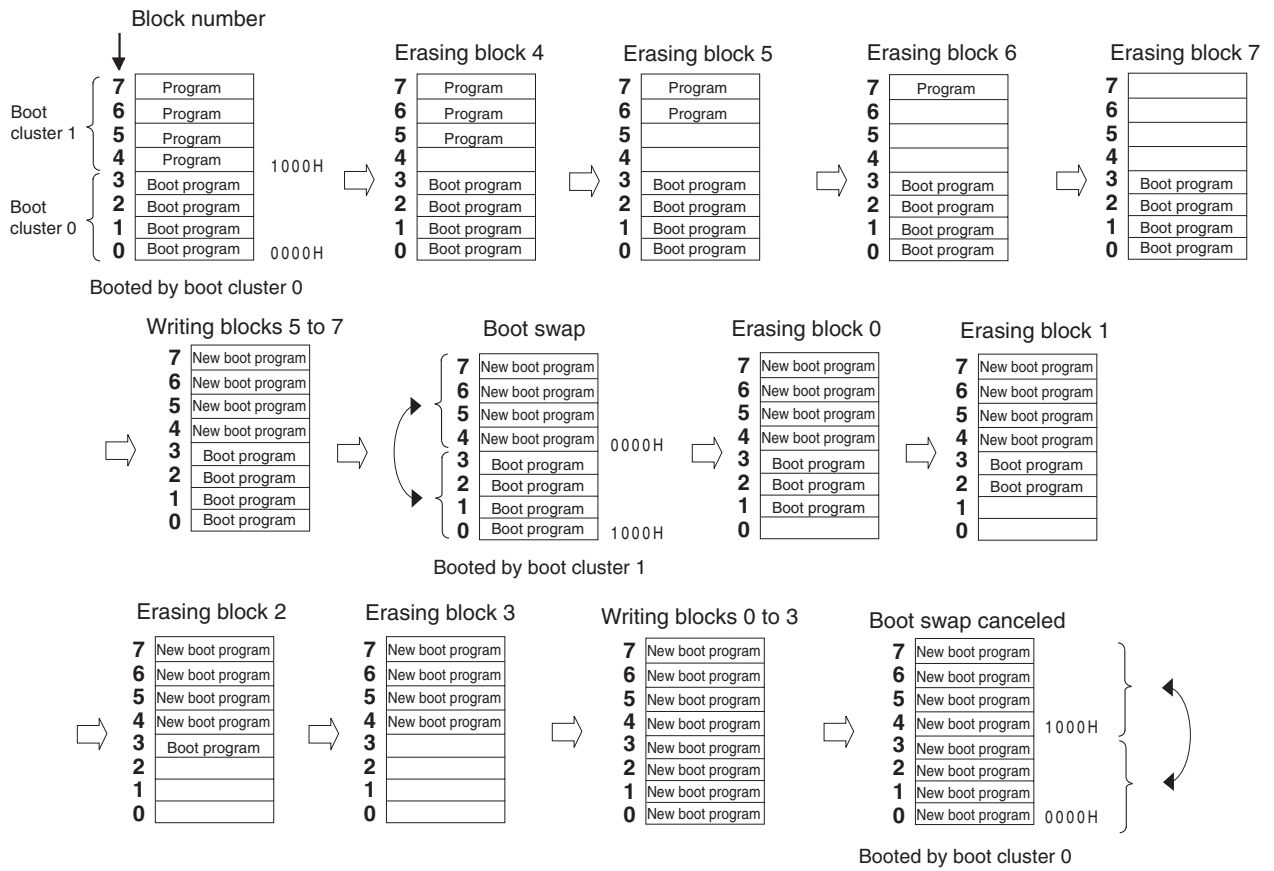 Block number
Erasing block 4
Erasing block 5
Erasing block 6
Erasing block 7
Boot cluster 1
Boot cluster 0
7 Program
6 Program
5 Program
4 Program 1000H
3 Boot program
2 Boot program
1 Boot program
0 Boot program 0000H
Booted by boot cluster 0
7 Program
6 Program
5 Program
4
3 Boot program
2 Boot program
1 Boot program
0 Boot program
7 Program
6 Program
5
4
3 Boot program
2 Boot program
1 Boot program
0 Boot program
7 Program
6
5
4
3 Boot program
2 Boot program
1 Boot program
0 Boot program
7
6
5
4
3 Boot program
2 Boot program
1 Boot program
0 Boot program
Writing blocks 5 to 7
7 New boot program
6 New boot program
5 New boot program
4 New boot program
3 Boot program
2 Boot program
1 Boot program
0 Boot program
Boot swap
7 New boot program
6 New boot program
5 New boot program
4 New boot program 0000H
3 Boot program
2 Boot program
1 Boot program
0 Boot program 1000H
Booted by boot cluster 1
Erasing block 0
7 New boot program
6 New boot program
5 New boot program
4 New boot program
3 Boot program
2 Boot program
1 Boot program
0
Erasing block 1
7 New boot program
6 New boot program
5 New boot program
4 New boot program
3 Boot program
2 Boot program
1
0
Erasing block 2
7 New boot program
6 New boot program
5 New boot program
4 New boot program
3 Boot program
2
1
0
Erasing block 3
7 New boot program
6 New boot program
5 New boot program
4 New boot program
3
2
1
0
Writing blocks 0 to 3
7 New boot program
6 New boot program
5 New boot program
4 New boot program
3 New boot program
2 New boot program
1 New boot program
0 New boot program
Boot swap canceled
7 New boot program
6 New boot program
5 New boot program
4 New boot program 1000H
3 New boot program
2 New boot program
1 New boot program
0 New boot program 0000H
Booted by boot cluster 0